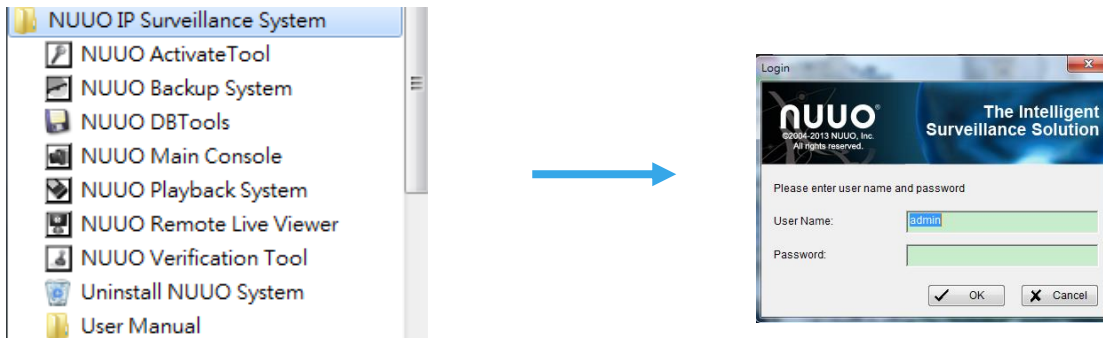 NUUO IP Surveillance System
NUUO ActivateTool
NUUO Backup System
NUUO DBTools
NUUO Main Console
NUUO Playback System
NUUO Remote Live Viewer
NUUO Verification Tool
Uninstall NUUO System
User Manual
Login
NUUO®
©2004-2013 NUUO, Inc.
All rights reserved.
The Intelligent
Surveillance Solution
Please enter user name and password
User Name:
admin
Password:
OK
Cancel